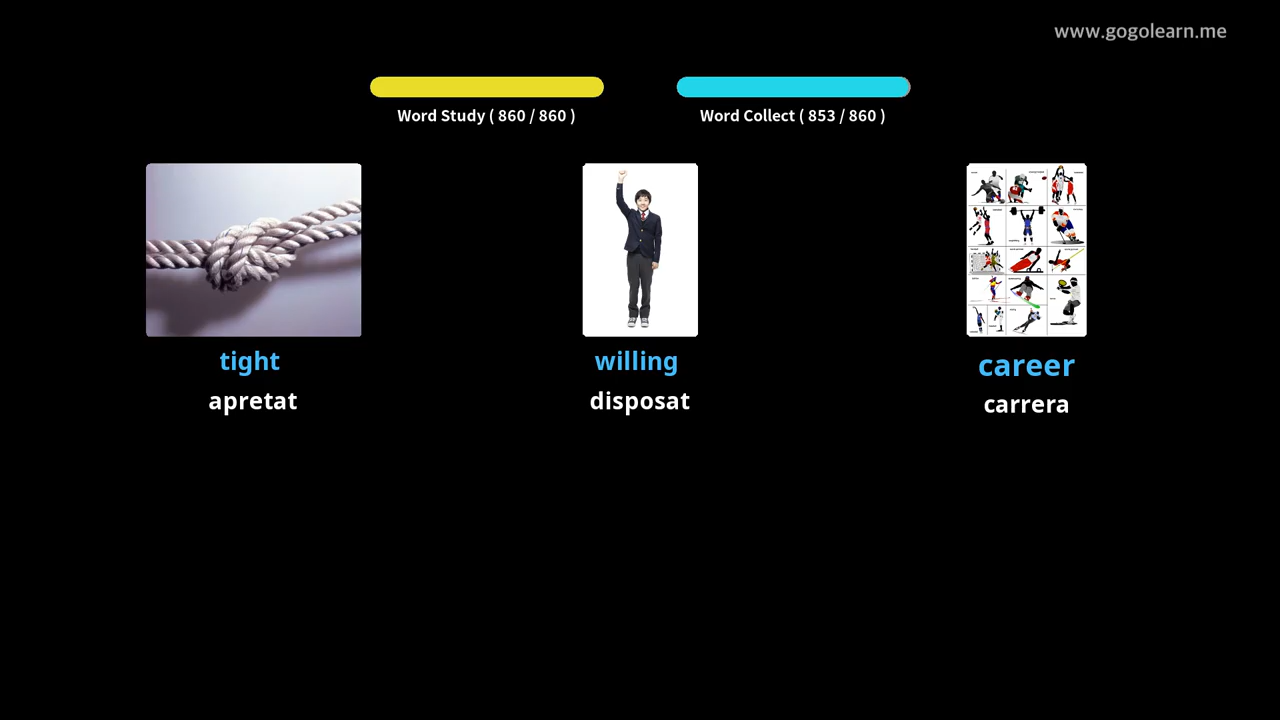 www.gogolearn.me
Word Study ( 860 / 860 )
Word Collect ( 853 / 860 )
tight
willing
career
apretat
disposat
carrera